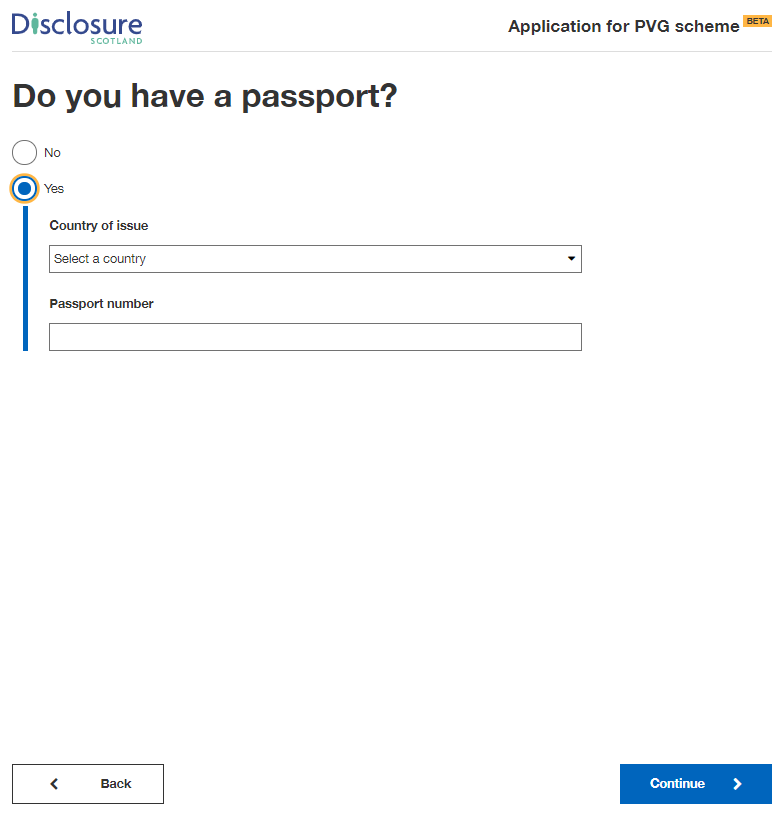 Disclosure
SCOTLAND
Application for PVG scheme BETA
Do you have a passport?
No
Yes
Country of issue
Select a country
Passport number
Back
Continue